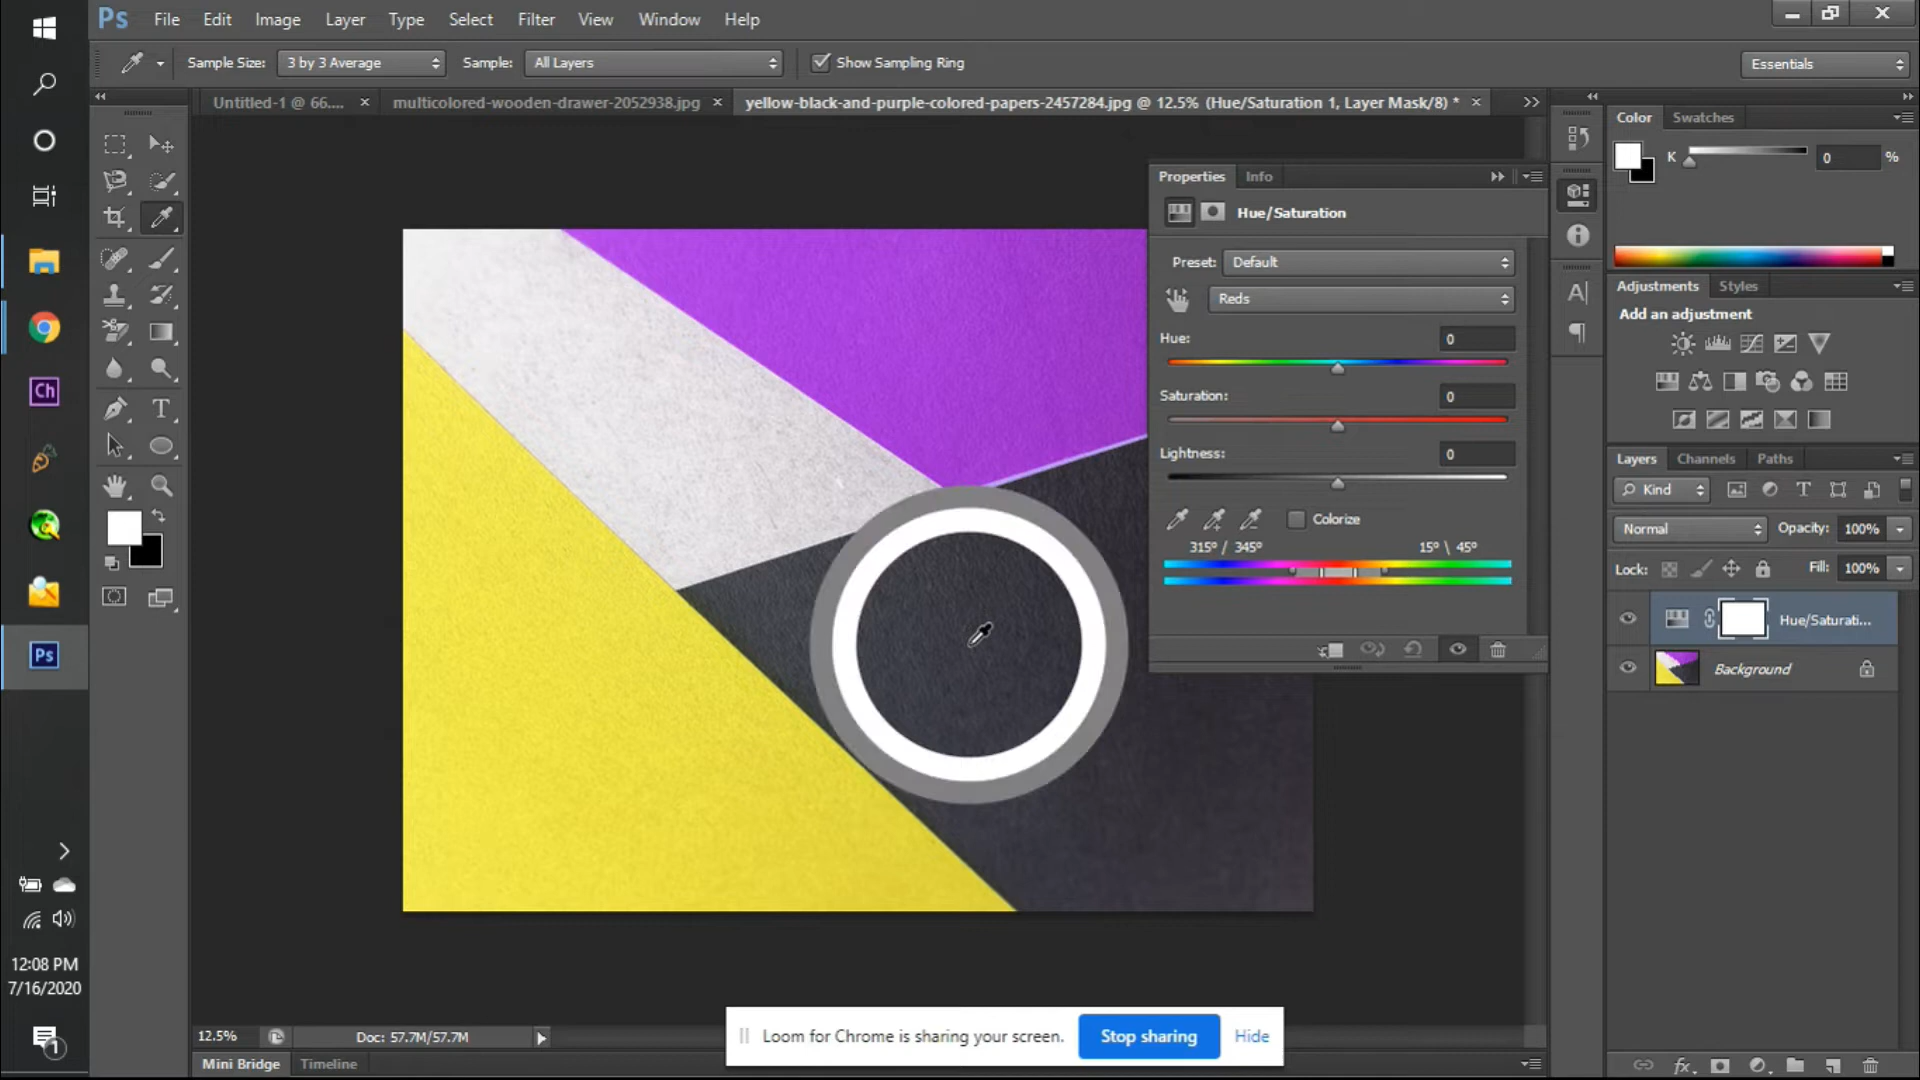 Ps File Edit Image Layer Type Select Filter View Window Help
Sample Size: 3 by 3 Average Sample: All Layers Show Sampling Ring Essentials
Untitled-1 @ 66.... × multicolored-wooden-drawer-2052938.jpg × yellow-black-and-purple-colored-papers-2457284.jpg @ 12.5% (Hue/Saturation 1, Layer Mask/8) * ×
Color Swatches
K 0 %
Properties Info
Hue/Saturation
Preset: Default
Reds
Hue: 0
Saturation: 0
Lightness: 0
Colorize
315º / 345º 15º \ 45º
Adjustments Styles
Add an adjustment
Layers Channels Paths
Kind
Normal Opacity: 100%
Lock: Fill: 100%
Hue/Saturati...
Background
Ch
Ps
12:08 PM
7/16/2020
1
12.5% Doc: 57.7M/57.7M
Mini Bridge Timeline
Loom for Chrome is sharing your screen. Stop sharing Hide